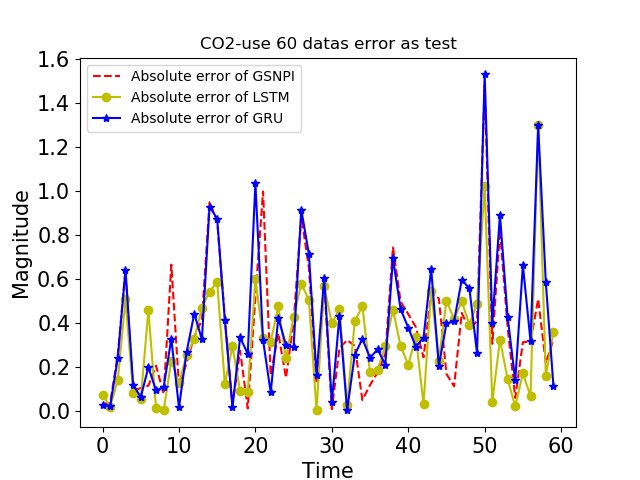 CO2-use 60 datas error as test
Absolute error of GSNPI
Absolute error of LSTM
Absolute error of GRU
Magnitude
1.6
1.4
1.2
1.0
0.8
0.6
0.4
0.2
0.0
0 10 20 30 40 50 60
Time